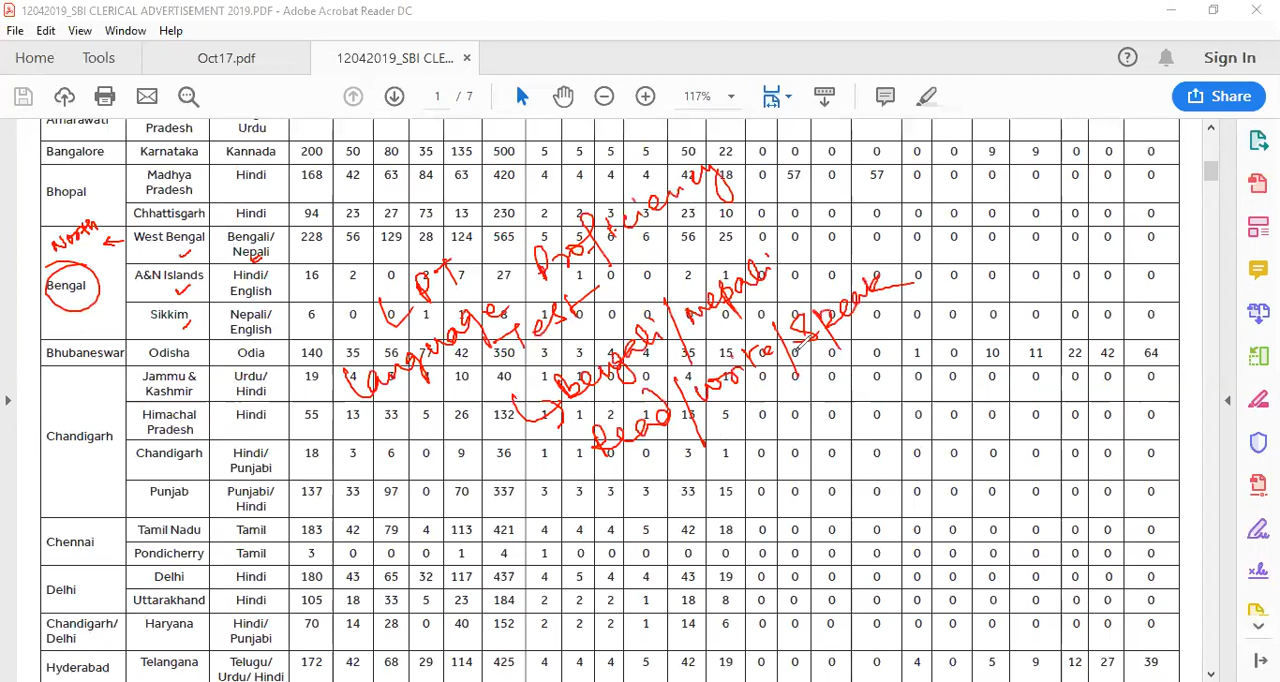 12042019_SBI CLERICAL ADVERTISEMENT 2019.PDF - Adobe Acrobat Reader DC
File Edit View Window Help
Home Tools Oct17.pdf 12042019_SBI CLE... × Sign In
1 / 7 117% Share
Amarawati Pradesh Urdu
Bangalore Karnataka Kannada 200 50 80 35 135 500 5 5 5 5 50 22 0 0 0 0 0 0 9 9 0 0 0
Bhopal Madhya Pradesh Hindi 168 42 63 84 63 420 4 4 4 4 42 18 0 57 0 57 0 0 0 0 0 0 0
Chhattisgarh Hindi 94 23 27 73 13 230 2 2 3 3 23 10 0 0 0 0 0 0 0 0 0 0 0
North
Bengal West Bengal Bengali/ Nepali 228 56 129 28 124 565 5 5 6 6 56 25 0 0 0 0 0 0 0 0 0 0 0
A&N Islands Hindi/ English 16 2 0 2 7 27 1 0 0 2 1 0 0 0 0 0 0 0 0 0 0 0
Sikkim Nepali/ English 6 0 0 1 1 8 1 0 0 0 0 0 0 0 0 0 0 0 0 0 0 0
LPT
Language Proficiency
Test
Bengali/Nepali
Read/Write/Speak
Bhubaneswar Odisha Odia 140 35 56 77 42 350 3 3 4 4 35 15 0 0 0 0 1 0 10 11 22 42 64
Chandigarh Jammu & Kashmir Urdu/ Hindi 19 4 10 40 1 1 0 0 4 0 0 0 0 0 0 0 0 0 0 0
Himachal Pradesh Hindi 55 13 33 5 26 132 1 1 2 1 13 5 0 0 0 0 0 0 0 0 0 0 0
Chandigarh Hindi/ Punjabi 18 3 6 0 9 36 1 1 0 0 3 1 0 0 0 0 0 0 0 0 0 0 0
Punjab Punjabi/ Hindi 137 33 97 0 70 337 3 3 3 3 33 15 0 0 0 0 0 0 0 0 0 0 0
Chennai Tamil Nadu Tamil 183 42 79 4 113 421 4 4 4 5 42 18 0 0 0 0 0 0 0 0 0 0 0
Pondicherry Tamil 3 0 0 0 1 4 1 0 0 0 0 0 0 0 0 0 0 0 0 0 0 0 0
Delhi Delhi Hindi 180 43 65 32 117 437 4 5 4 4 43 19 0 0 0 0 0 0 0 0 0 0 0
Uttarakhand Hindi 105 18 33 5 23 184 2 2 2 1 18 8 0 0 0 0 0 0 0 0 0 0 0
Chandigarh/ Delhi Haryana Hindi/ Punjabi 70 14 28 0 40 152 2 2 2 1 14 6 0 0 0 0 0 0 0 0 0 0 0
Hyderabad Telangana Telugu/ Urdu/ Hindi 172 42 68 29 114 425 4 4 4 5 42 19 0 0 0 0 4 0 5 9 12 27 39